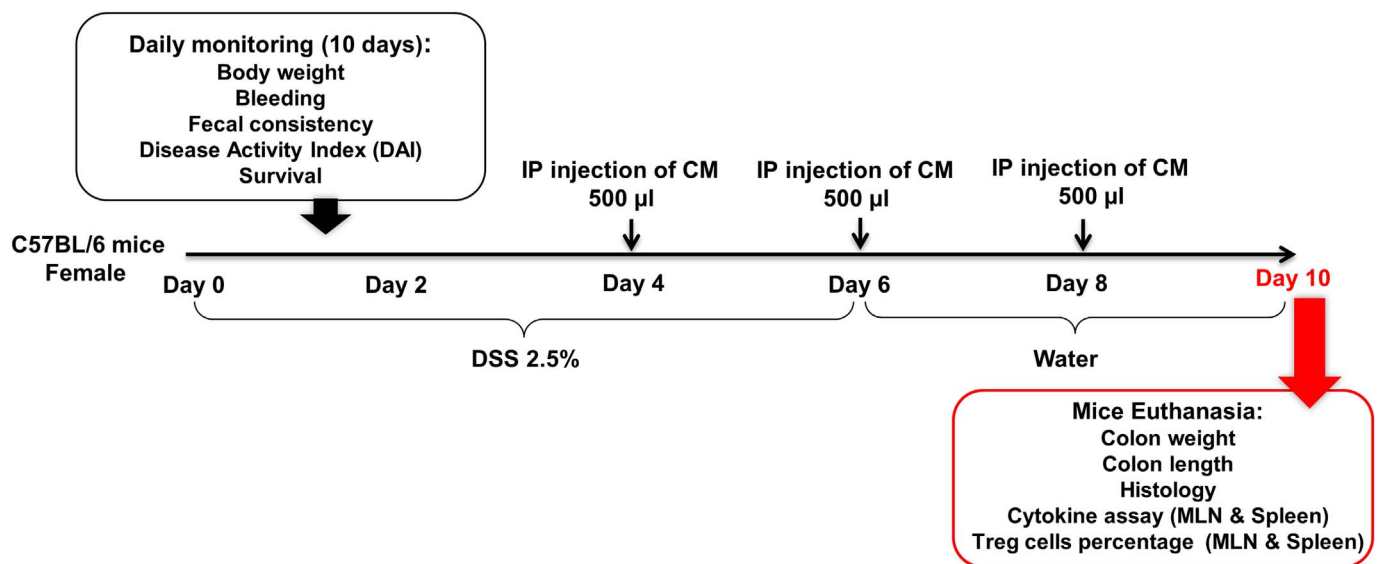 Daily monitoring (10 days):
Body weight
Bleeding
Fecal consistency
Disease Activity Index (DAI)
Survival
IP injection of CM
500 µl
IP injection of CM
500 µl
IP injection of CM
500 µl
C57BL/6 mice
Female
Day 0
Day 2
Day 4
Day 6
Day 8
Day 10
DSS 2.5%
Water
Mice Euthanasia:
Colon weight
Colon length
Histology
Cytokine assay (MLN & Spleen)
Treg cells percentage (MLN & Spleen)